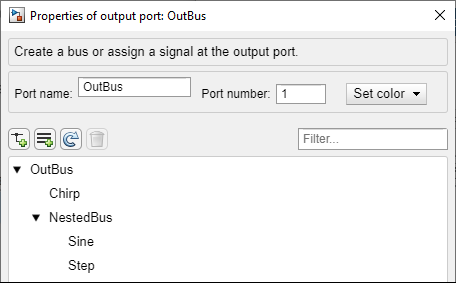 Properties of output port: OutBus
Create a bus or assign a signal at the output port.
Port name: OutBus Port number: 1 Set color
Filter...
OutBus
Chirp
NestedBus
Sine
Step